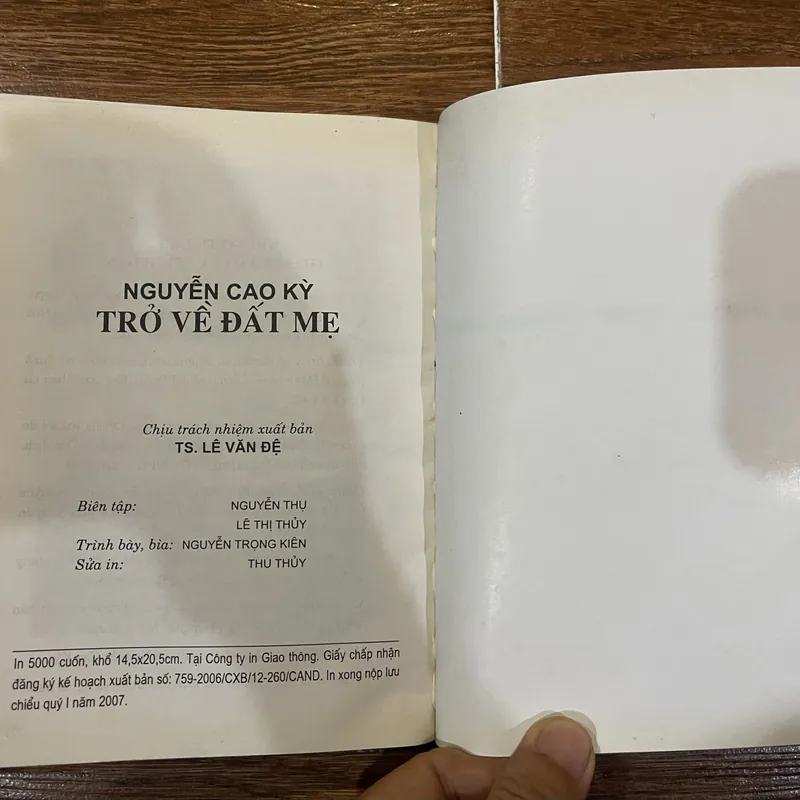 NGUYỄN CAO KỲ
TRỞ VỀ ĐẤT MẸ
Chịu trách nhiệm xuất bản
TS. LÊ VĂN ĐỆ
Biên tập: NGUYỄN THỤ
LÊ THỊ THỦY
Trình bày, bìa: NGUYỄN TRỌNG KIÊN
Sửa in: THU THỦY
In 5000 cuốn, khổ 14,5x20,5cm. Tại Công ty in Giao thông. Giấy chấp nhận
đăng ký kế hoạch xuất bản số: 759-2006/CXB/12-260/CAND. In xong nộp lưu
chiểu quý I năm 2007.